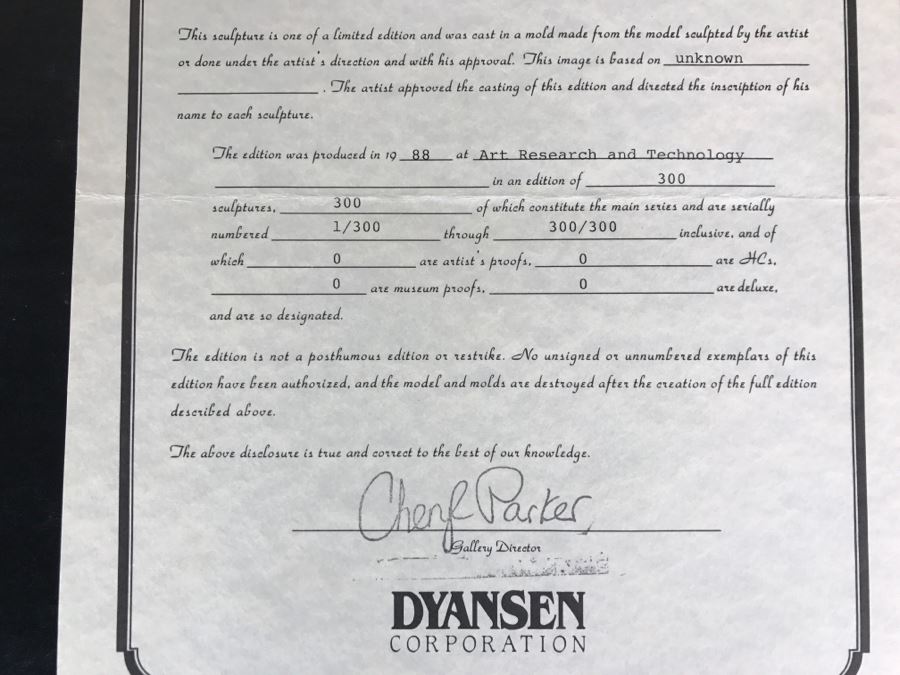 This sculpture is one of a limited edition and was cast in a mold made from the model sculpted by the artist
or done under the artist's direction and with his approval. This image is based on unknown
. The artist approved the casting of this edition and directed the inscription of his
name to each sculpture.
The edition was produced in 19 88 at Art Research and Technology
in an edition of 300
sculptures, 300 of which constitute the main series and are serially
numbered 1/300 through 300/300 inclusive, and of
which 0 are artist's proofs, 0 are HCs,
0 are museum proofs, 0 are deluxe,
and are so designated.
The edition is not a posthumous edition or restrike. No unsigned or unnumbered exemplars of this
edition have been authorized, and the model and molds are destroyed after the creation of the full edition
described above.
The above disclosure is true and correct to the best of our knowledge.
Cheryl Parker
Gallery Director
DYANSEN
CORPORATION